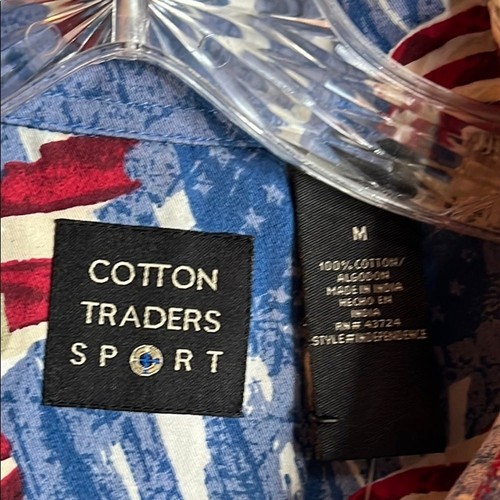 COTTON
TRADERS
SPORT
M
100% COTTON/
ALGODON
MADE IN INDIA
HECHO EN
INDIA
RN# 43724
STYLE#INDEPENDENCE